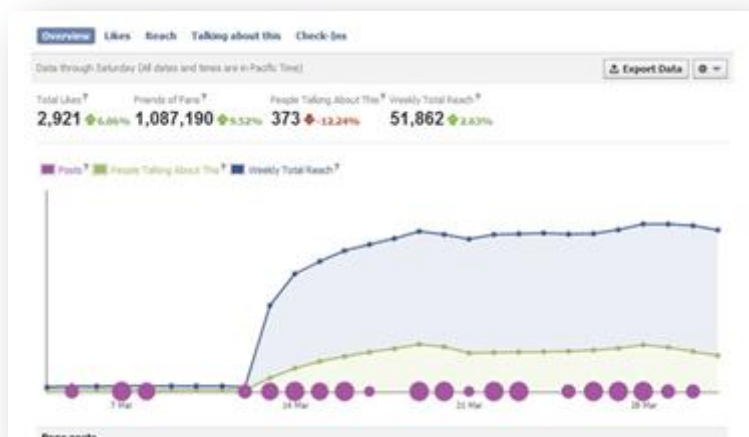 Overview Likes Reach Talking about this Check-Ins
Data through Saturday (All dates and times are in Pacific Time) Export Data
Total Likes? Friends of Fans? People Talking About This? Weekly Total Reach?
2,921 6.06% 1,087,190 9.52% 373 -12.24% 51,862 2.63%
Posts? People Talking About This? Weekly Total Reach?
7 Mar 14 Mar 21 Mar 28 Mar
Page posts